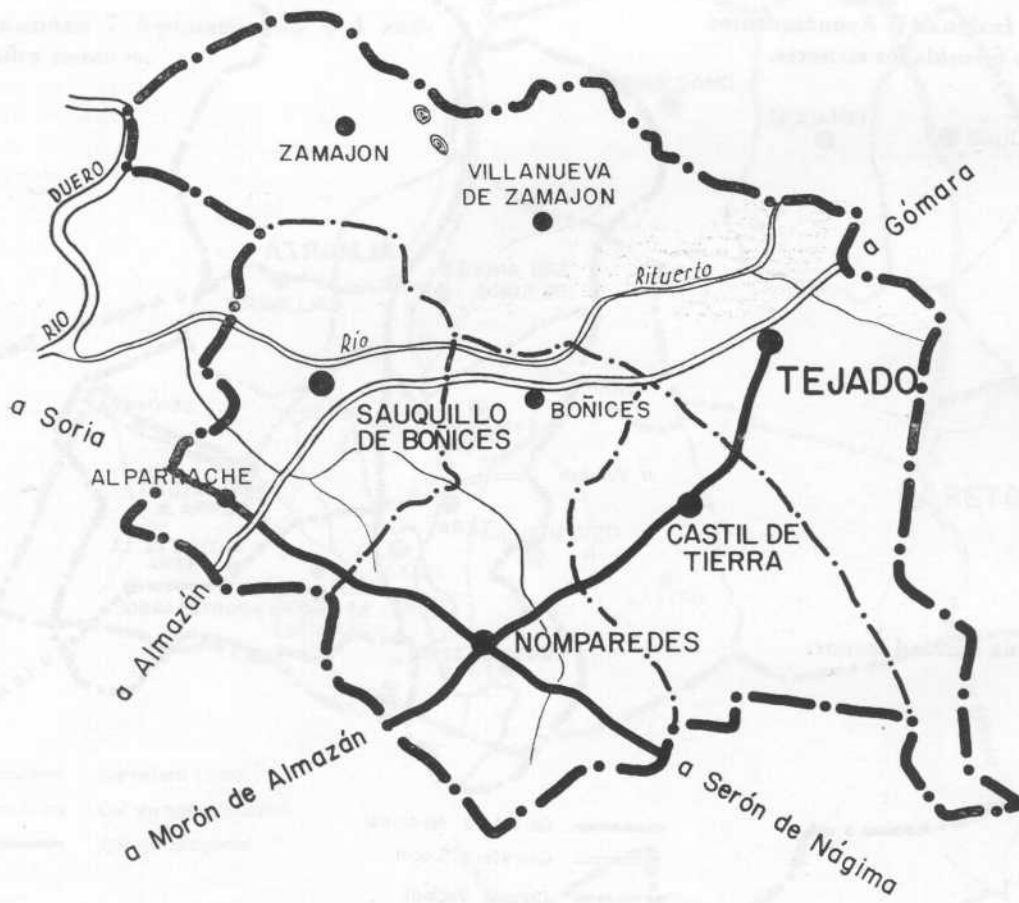 ZAMAJON
VILLANUEVA
DE ZAMAJON
DUERO
a Gómara
Rituerto
RIO
Río
TEJADO
a Soria
SAUQUILLO
DE BOÑICES
BOÑICES
ALPARRACHE
CASTIL DE
TIERRA
a Almazán
NOMPAREDES
a Morón de Almazán
a Serón de Nágima